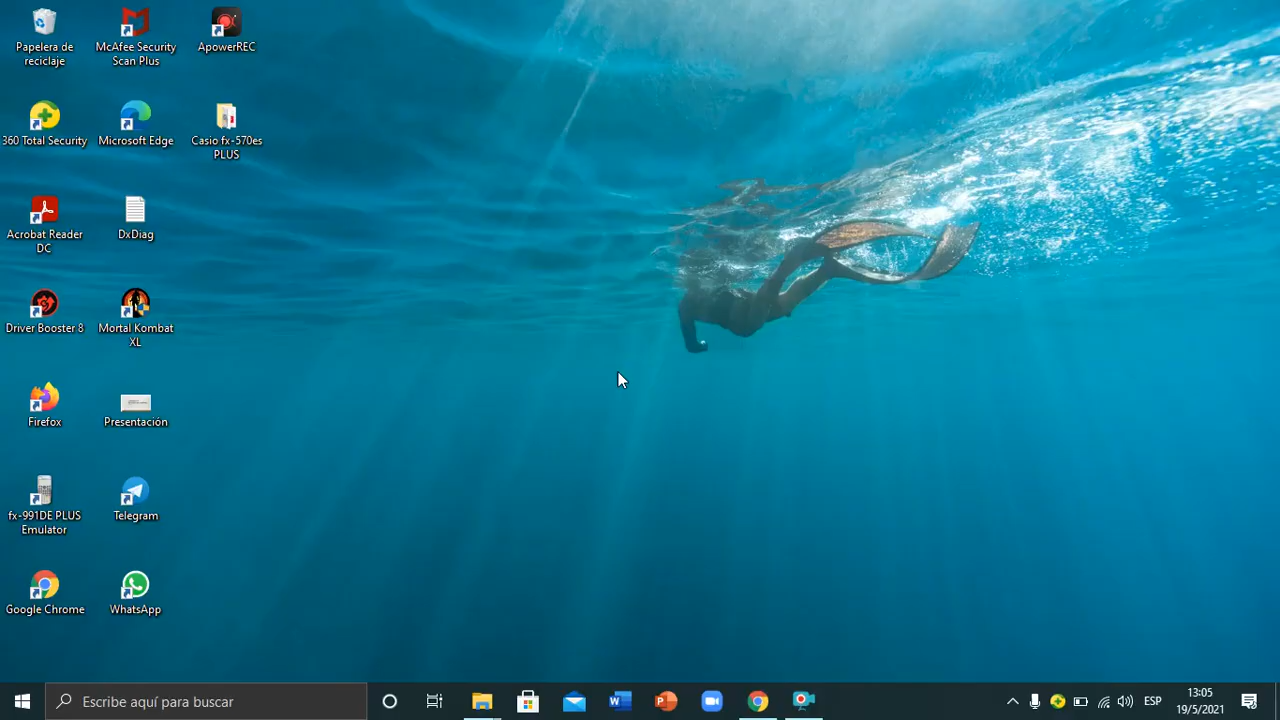 Papelera de
reciclaje
McAfee Security
Scan Plus
ApowerREC
360 Total Security
Microsoft Edge
Casio fx-570es
PLUS
Acrobat Reader
DC
DxDiag
Driver Booster 8
Mortal Kombat
XL
Firefox
Presentación
fx-991DE PLUS
Emulator
Telegram
Google Chrome
WhatsApp
Escribe aquí para buscar
ESP
13:05
19/5/2021